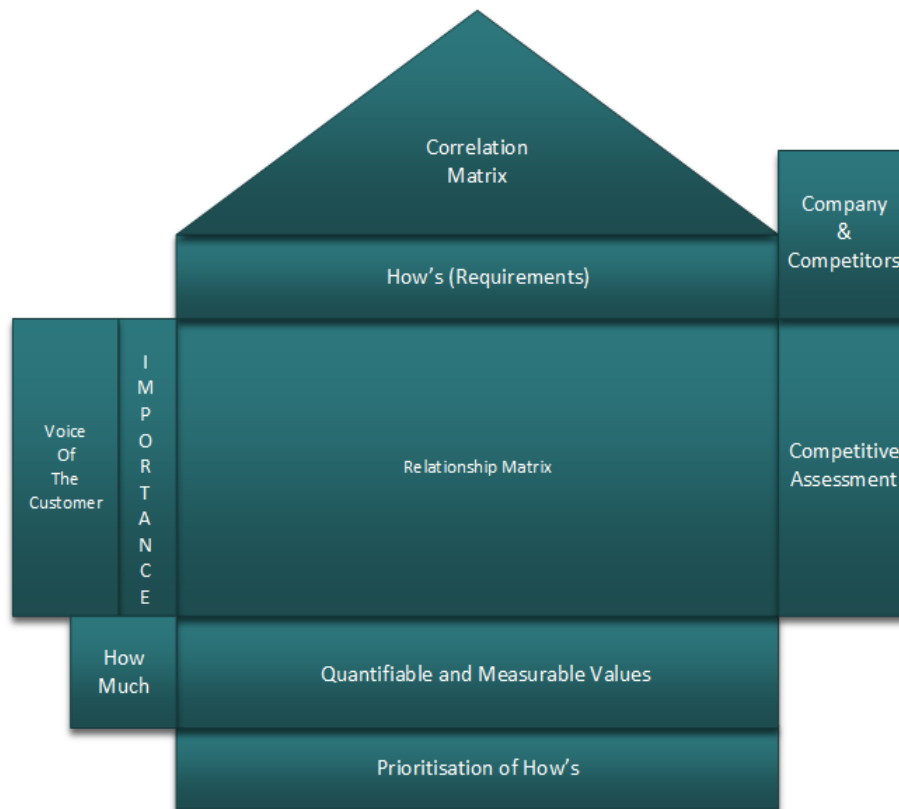 Correlation
Matrix
Company
&
Competitors
How’s (Requirements)
Voice
Of
The
Customer
I
M
P
O
R
T
A
N
C
E
Relationship Matrix
Competitive
Assessment
How
Much
Quantifiable and Measurable Values
Prioritisation of How’s